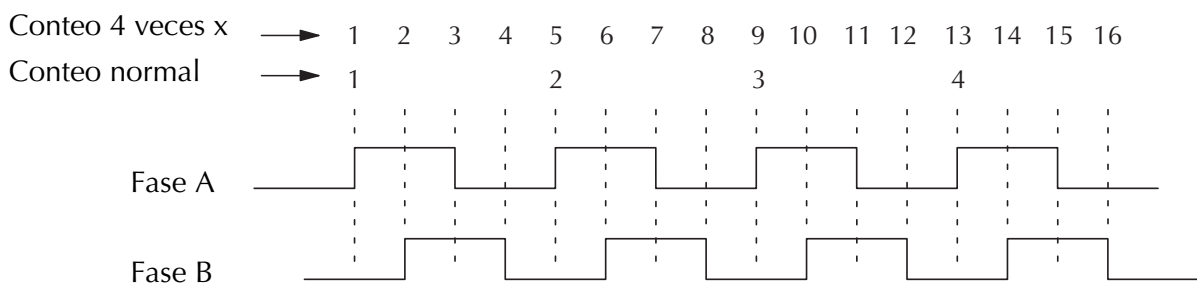 Conteo 4 veces x 1 2 3 4 5 6 7 8 9 10 11 12 13 14 15 16
Conteo normal 1 2 3 4
Fase A
Fase B